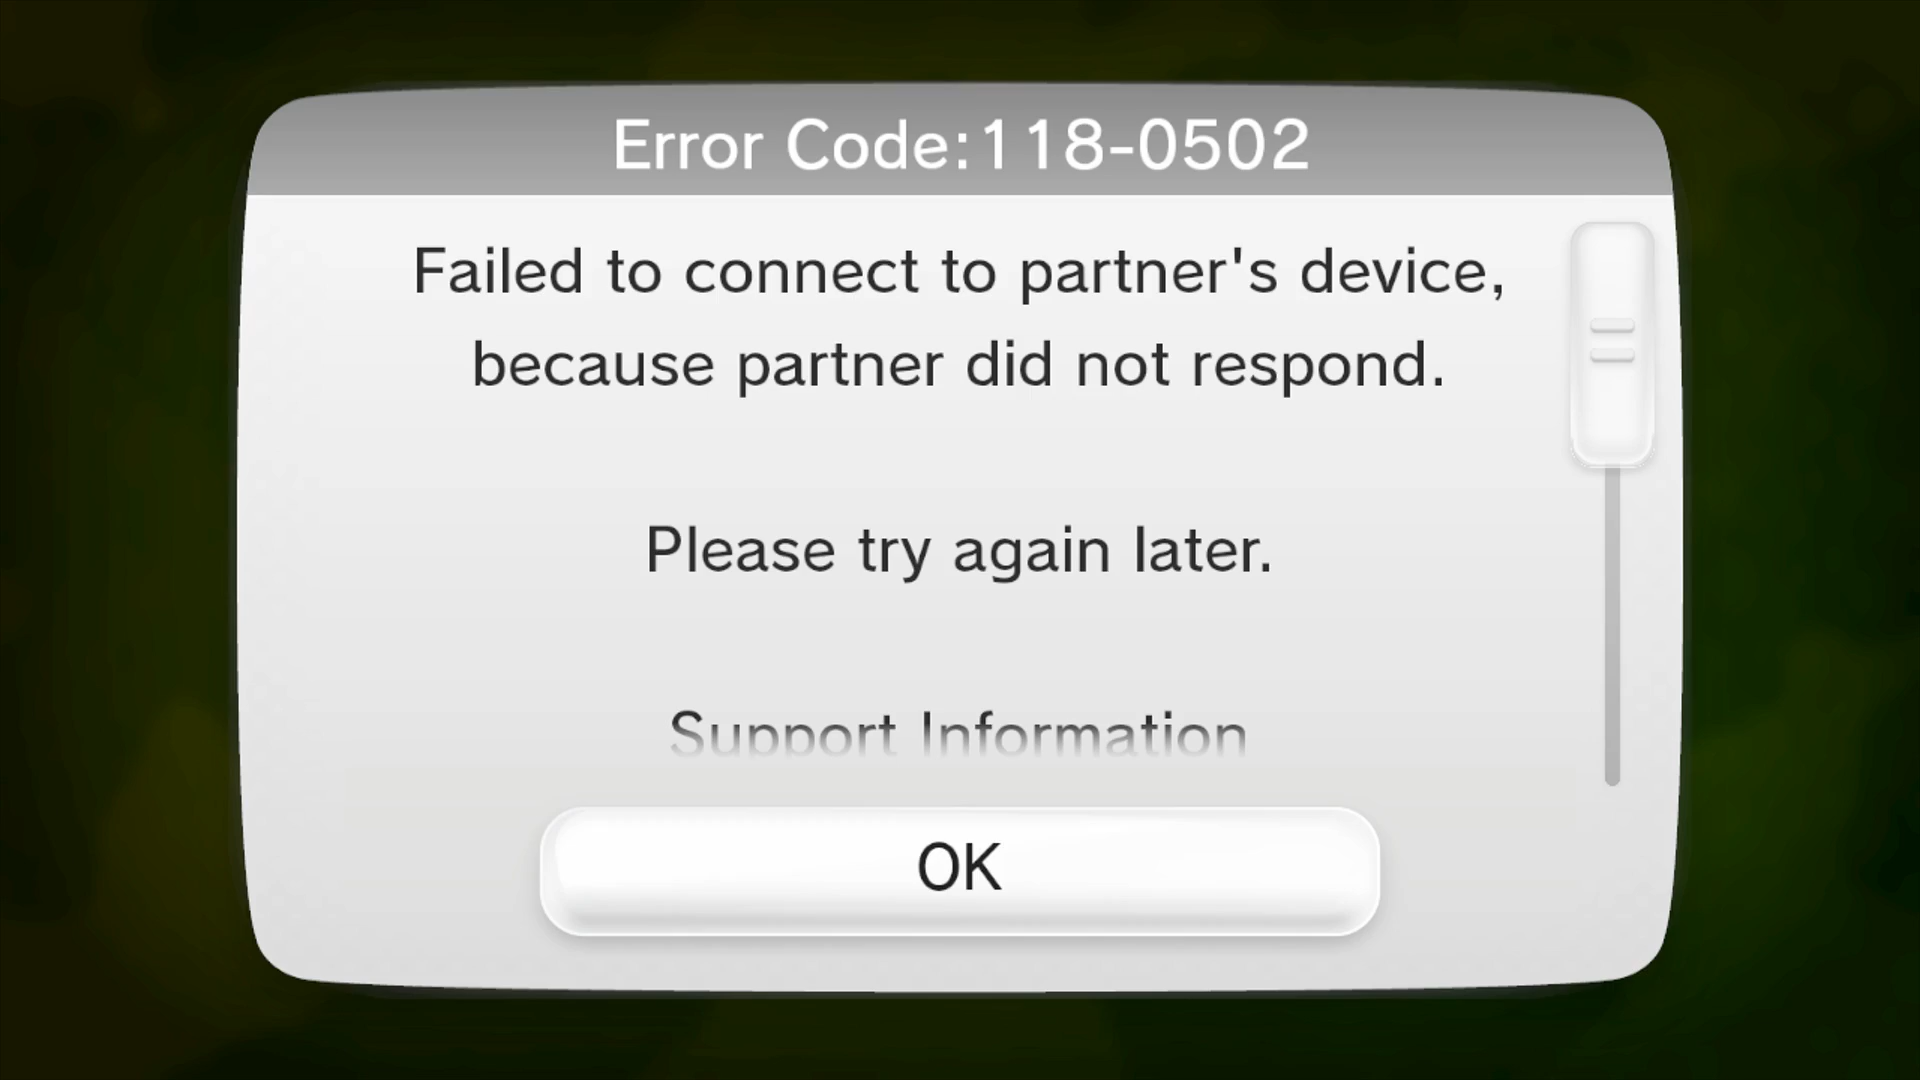 Error Code:118-0502
Failed to connect to partner's device,
because partner did not respond.
Please try again later.
Support Information
OK